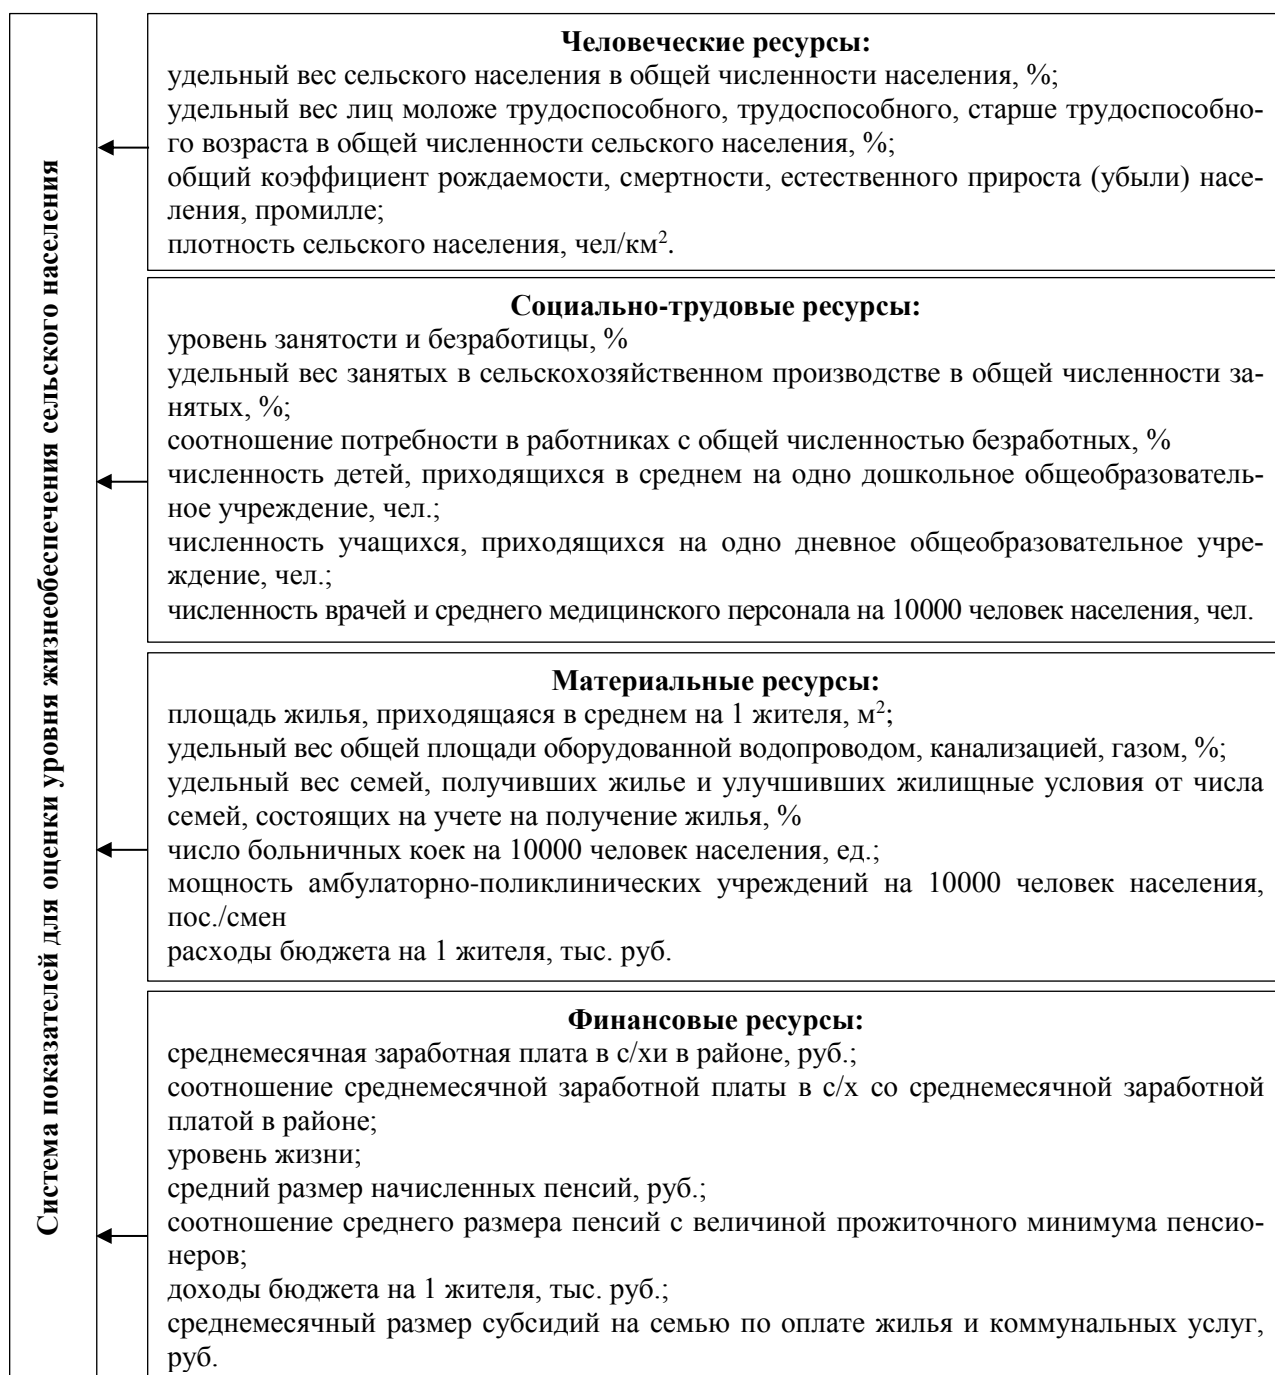 Система показателей для оценки уровня жизнеобеспечения сельского населения
Человеческие ресурсы:
удельный вес сельского населения в общей численности населения, %;
удельный вес лиц моложе трудоспособного, трудоспособного, старше трудоспособно-
го возраста в общей численности сельского населения, %;
общий коэффициент рождаемости, смертности, естественного прироста (убыли) насе-
ления, промилле;
плотность сельского населения, чел/км².
Социально-трудовые ресурсы:
уровень занятости и безработицы, %
удельный вес занятых в сельскохозяйственном производстве в общей численности за-
нятых, %;
соотношение потребности в работниках с общей численностью безработных, %
численность детей, приходящихся в среднем на одно дошкольное общеобразователь-
ное учреждение, чел.;
численность учащихся, приходящихся на одно дневное общеобразовательное учре-
ждение, чел.;
численность врачей и среднего медицинского персонала на 10000 человек населения, чел.
Материальные ресурсы:
площадь жилья, приходящаяся в среднем на 1 жителя, м²;
удельный вес общей площади оборудованной водопроводом, канализацией, газом, %;
удельный вес семей, получивших жилье и улучшивших жилищные условия от числа
семей, состоящих на учете на получение жилья, %
число больничных коек на 10000 человек населения, ед.;
мощность амбулаторно-поликлинических учреждений на 10000 человек населения,
пос./смен
расходы бюджета на 1 жителя, тыс. руб.
Финансовые ресурсы:
среднемесячная заработная плата в с/хи в районе, руб.;
соотношение среднемесячной заработной платы в с/х со среднемесячной заработной
платой в районе;
уровень жизни;
средний размер начисленных пенсий, руб.;
соотношение среднего размера пенсий с величиной прожиточного минимума пенсио-
неров;
доходы бюджета на 1 жителя, тыс. руб.;
среднемесячный размер субсидий на семью по оплате жилья и коммунальных услуг,
руб.